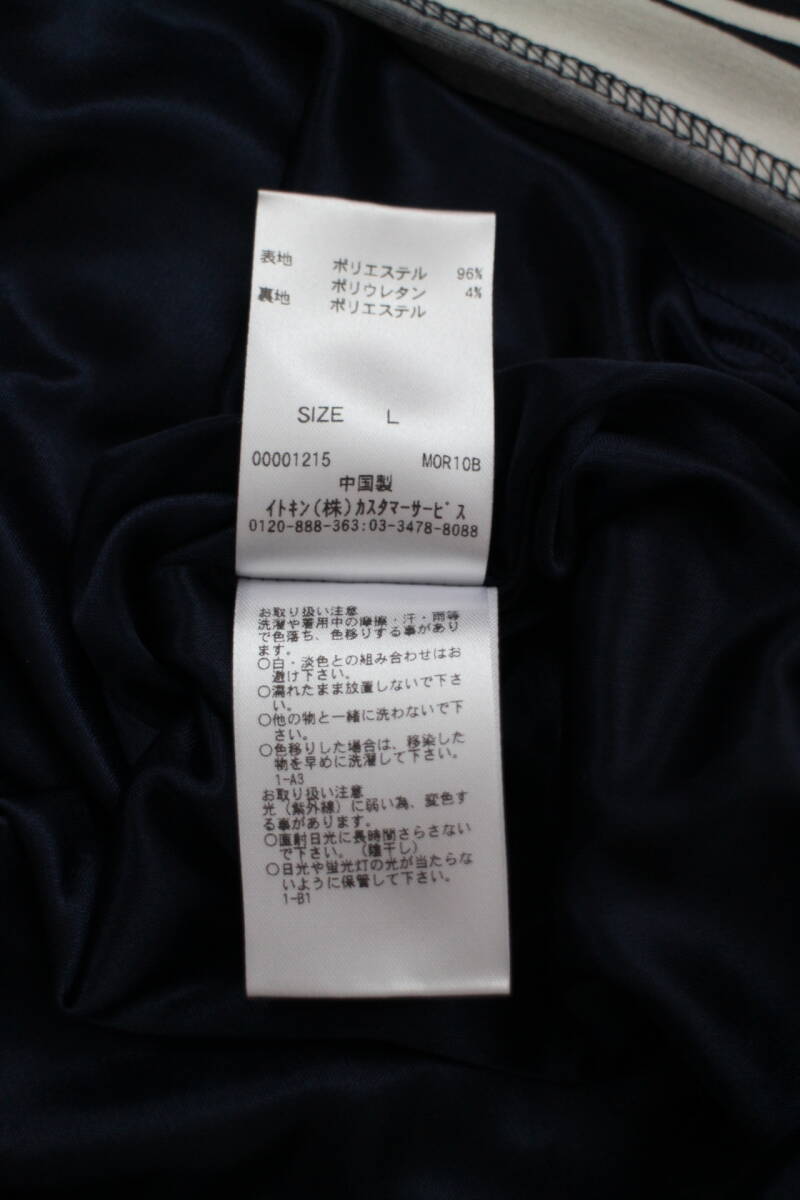 表地 ポリエステル 96%
ポリウレタン 4%
裏地 ポリエステル
SIZE L
00001215 MOR10B
中国製
イトキン(株)カスタマーサービス
0120-888-363:03-3478-8088
お取り扱い注意
洗濯や着用中の摩擦・汗・雨等
で色落ち、色移りする事があり
ます。
○白・淡色との組み合わせはお
避け下さい。
○濡れたまま放置しないで下さ
い。
○他の物と一緒に洗わないで下
さい。
○色移りした場合は、移染した
物を早めに洗濯して下さい。
1-A3
お取り扱い注意
光(紫外線)に弱い為、変色す
る事があります。
○直射日光に長時間さらさない
で下さい。(陰干し)
○日光や蛍光灯の光が当たらな
いように保管して下さい。
1-B1